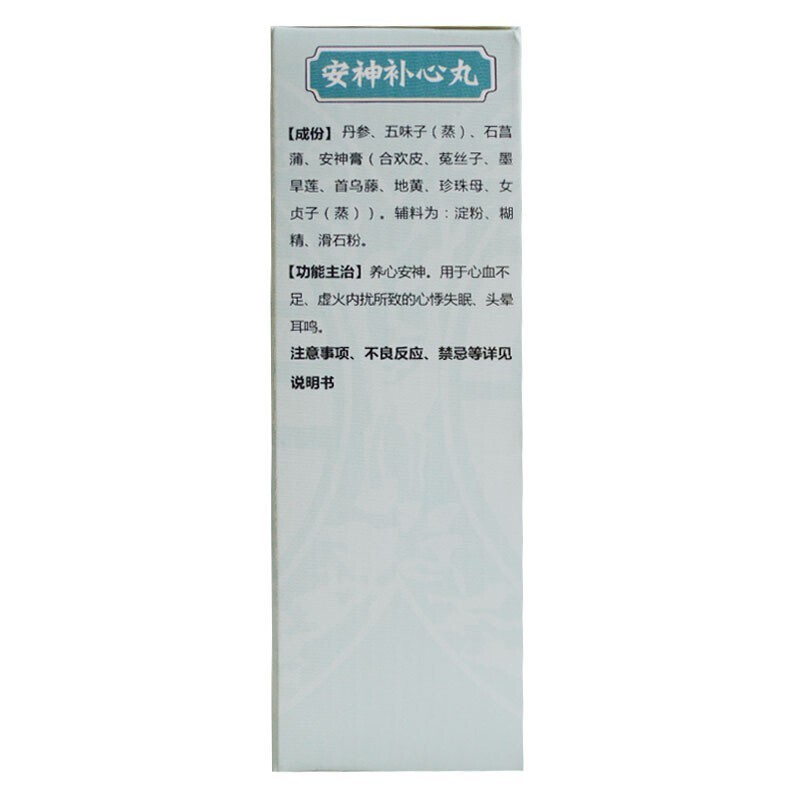 安神补心丸
【成份】丹参、五味子（蒸）、石菖
蒲、安神膏（合欢皮、菟丝子、墨
旱莲、首乌藤、地黄、珍珠母、女
贞子（蒸））。辅料为：淀粉、糊
精、滑石粉。
【功能主治】养心安神。用于心血不
足、虚火内扰所致的心悸失眠、头晕
耳鸣。
注意事项、不良反应、禁忌等详见
说明书